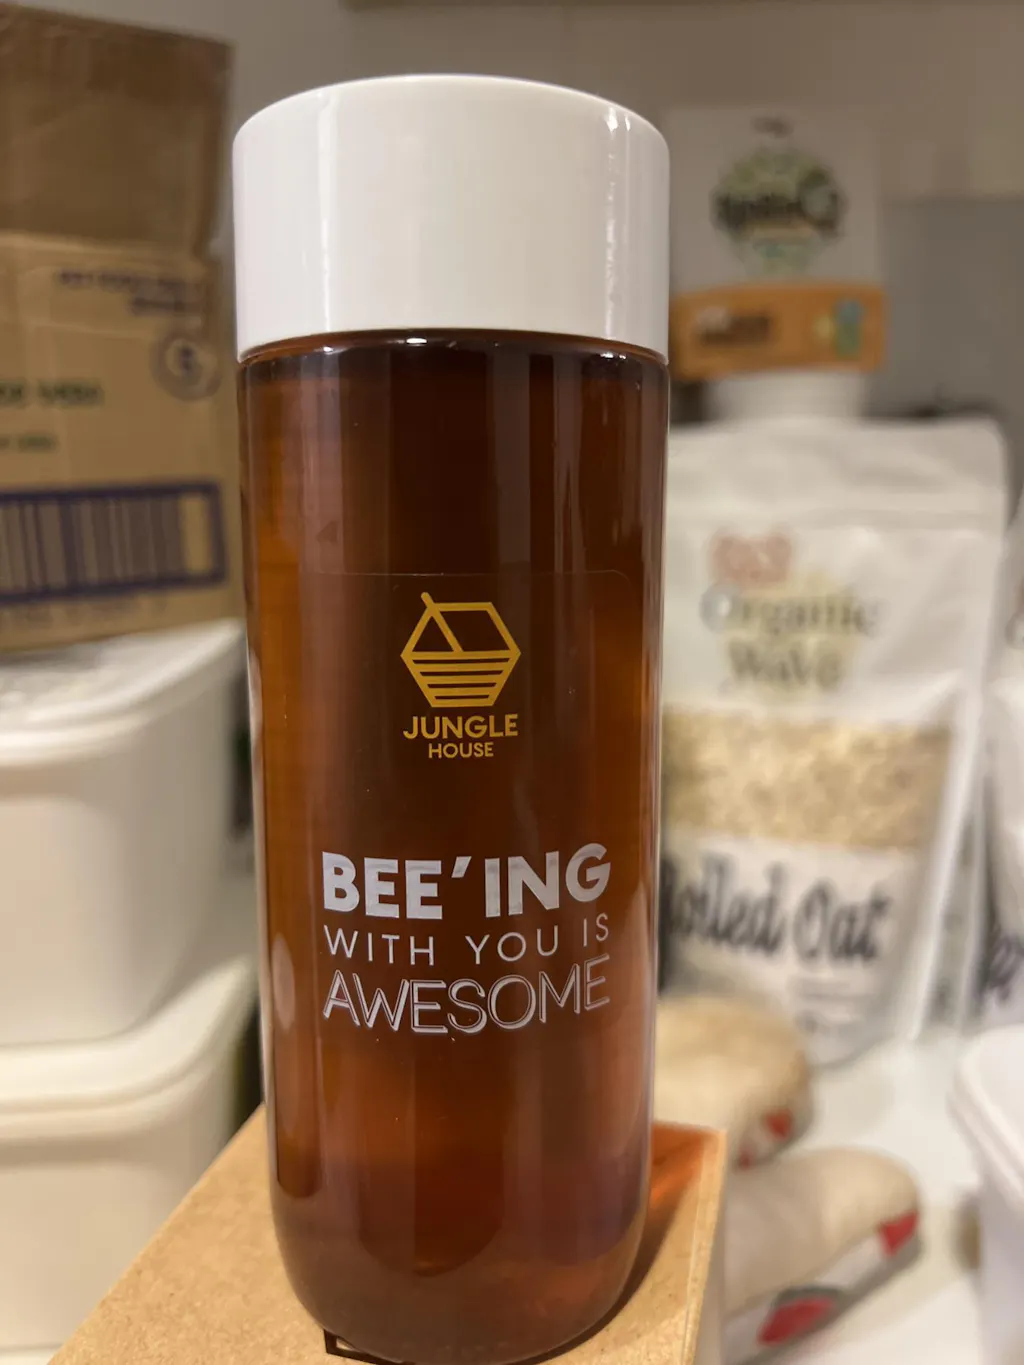 JUNGLE
HOUSE
BEE'ING
WITH YOU IS
AWESOME
Organic
Wave
Rolled Oat